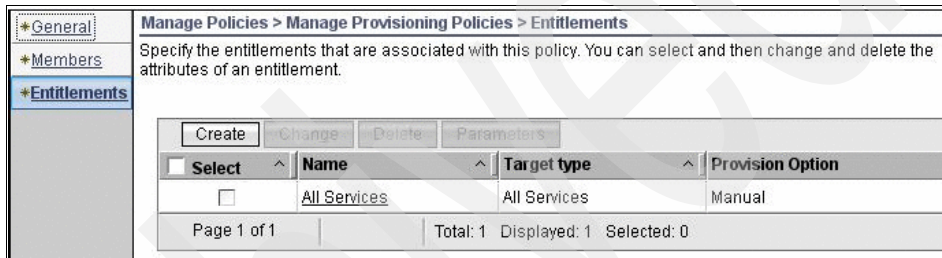 *General
*Members
*Entitlements
Manage Policies > Manage Provisioning Policies > Entitlements
Specify the entitlements that are associated with this policy. You can select and then change and delete the
attributes of an entitlement.
Create Change Delete Parameters
Select ^ Name ^ Target type ^ Provision Option
All Services All Services Manual
Page 1 of 1 Total: 1 Displayed: 1 Selected: 0